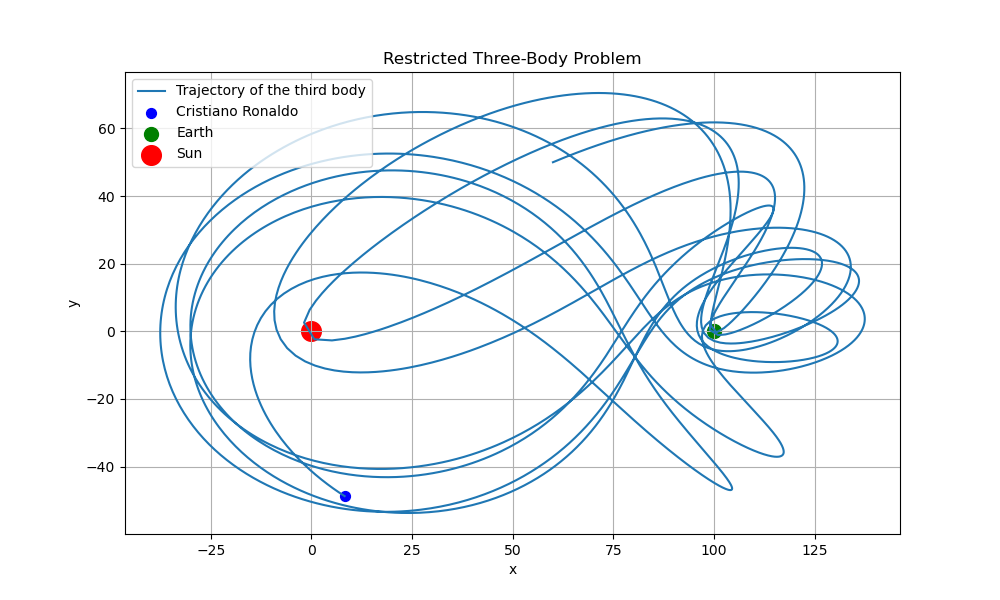 Restricted Three-Body Problem
Trajectory of the third body
Cristiano Ronaldo
Earth
Sun
60
40
20
0
−20
−40
y
−25
0
25
50
75
100
125
x